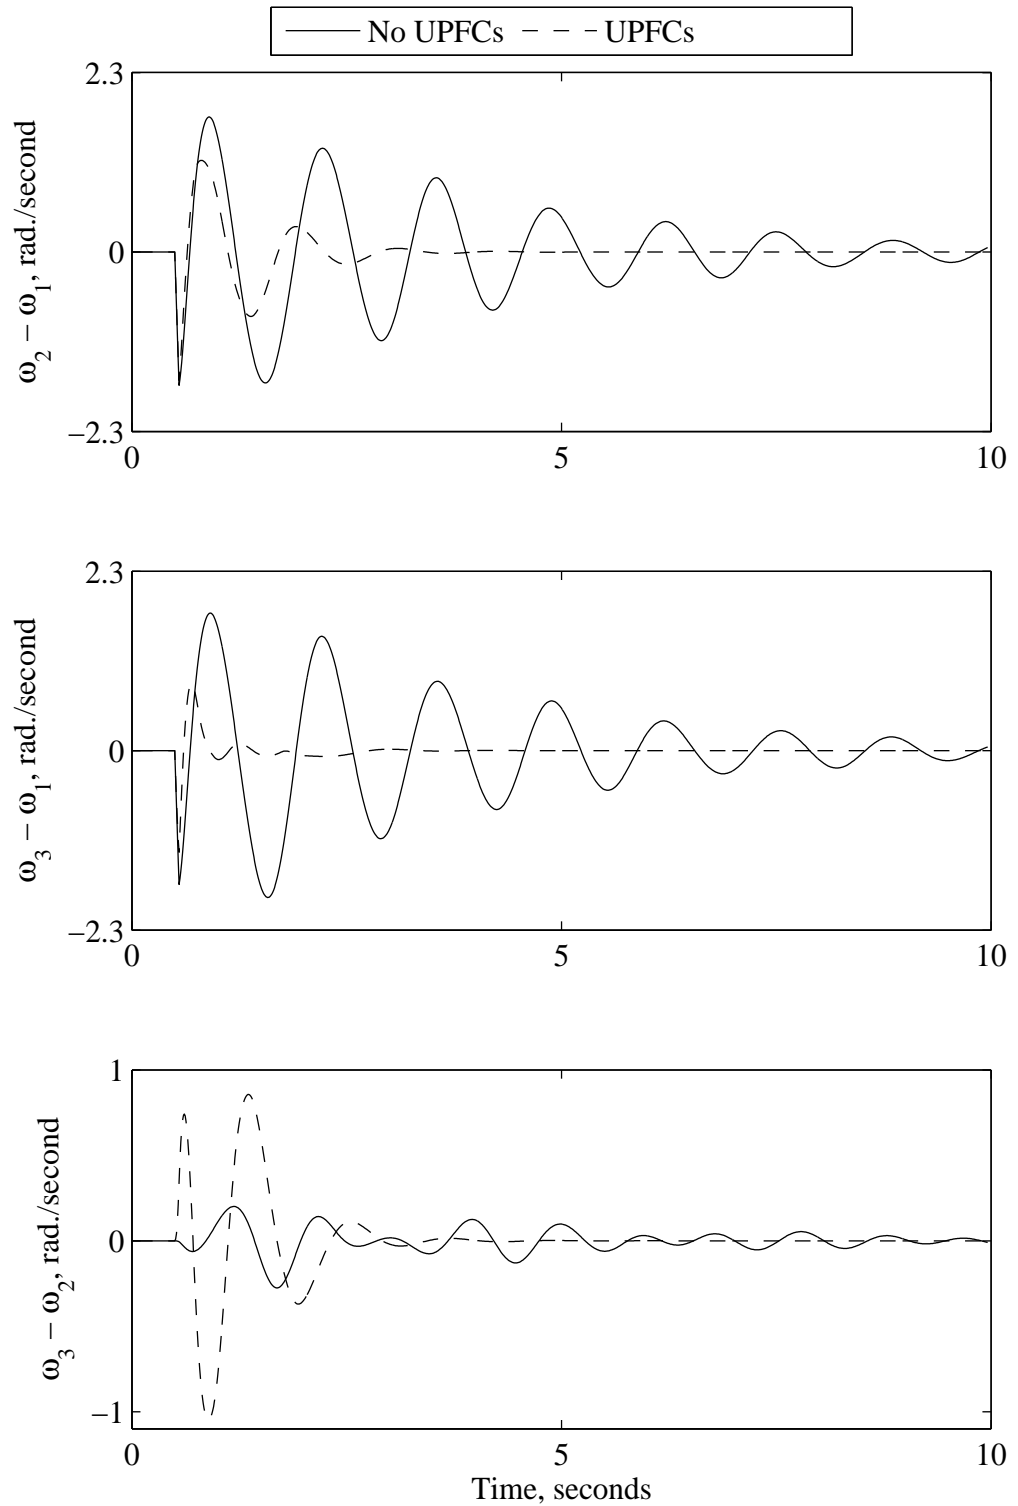 No UPFCs UPFCs
2.3
0
−2.3
ω2 − ω1, rad./second
0 5 10
2.3
0
−2.3
ω3 − ω1, rad./second
0 5 10
1
0
−1
ω3 − ω2, rad./second
0 5 10
Time, seconds